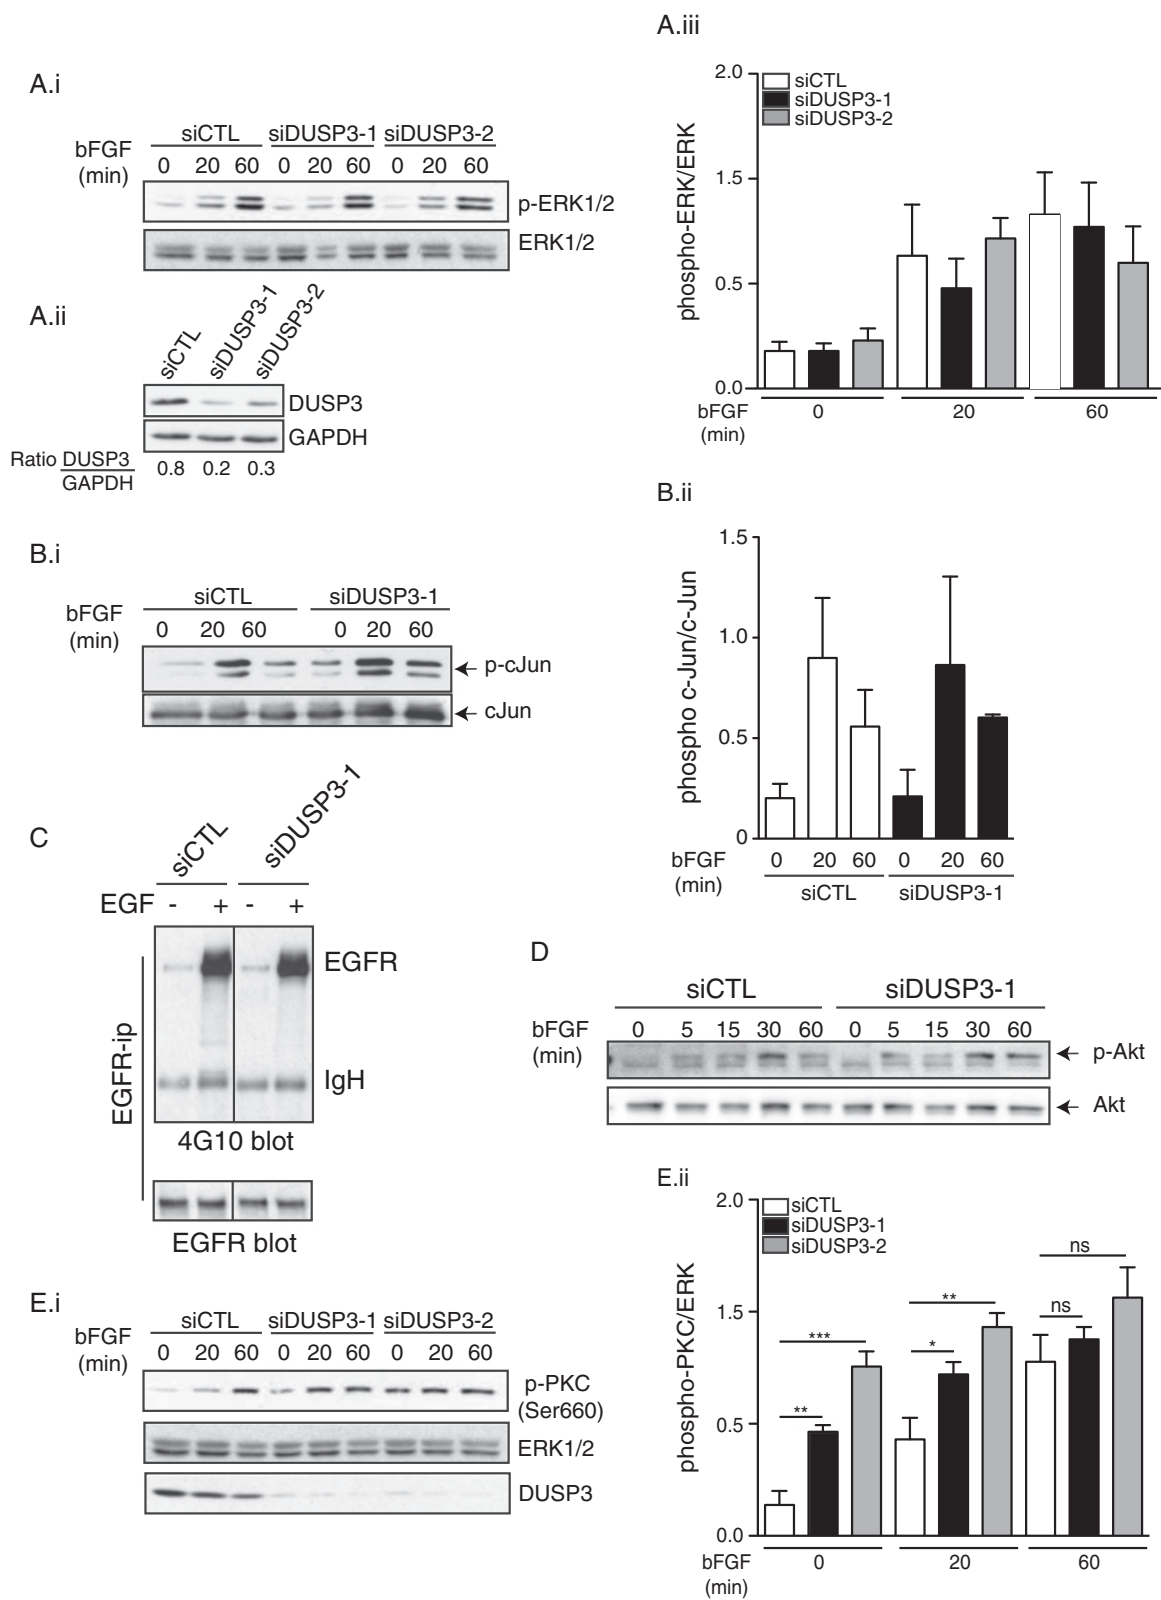 A.i
siCTL siDUSP3-1 siDUSP3-2
bFGF
(min)
0 20 60 0 20 60 0 20 60
p-ERK1/2
ERK1/2
A.ii
siCTL siDUSP3-1 siDUSP3-2
DUSP3
GAPDH
Ratio DUSP3
GAPDH
0.8 0.2 0.3
A.iii
siCTL
siDUSP3-1
siDUSP3-2
phospho-ERK/ERK
2.0
1.5
0.5
0.0
bFGF
(min)
0 20 60
B.i
siCTL siDUSP3-1
bFGF
(min)
0 20 60 0 20 60
p-cJun
cJun
B.ii
phospho c-Jun/c-Jun
1.5
1.0
0.5
0
bFGF
(min)
0 20 60 0 20 60
siCTL siDUSP3-1
C
siCTL siDUSP3-1
EGF - + - +
EGFR-ip
EGFR
IgH
4G10 blot
EGFR blot
D
siCTL siDUSP3-1
bFGF
(min)
0 5 15 30 60 0 5 15 30 60
p-Akt
Akt
E.i
siCTL siDUSP3-1 siDUSP3-2
bFGF
(min)
0 20 60 0 20 60 0 20 60
p-PKC
(Ser660)
ERK1/2
DUSP3
E.ii
siCTL
siDUSP3-1
siDUSP3-2
phospho-PKC/ERK
2.0
1.5
0.5
0.0
**
***
*
**
ns
ns
bFGF
(min)
0 20 60